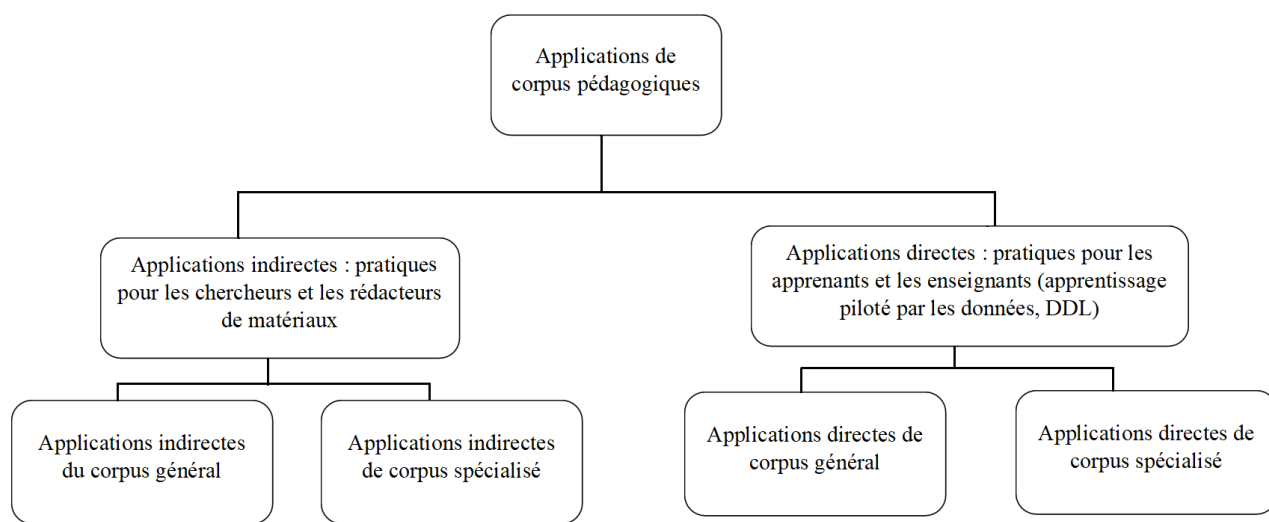 Applications de
corpus pédagogiques
Applications indirectes : pratiques
pour les chercheurs et les rédacteurs
de matériaux
Applications directes : pratiques pour les
apprenants et les enseignants (apprentissage
piloté par les données, DDL)
Applications indirectes
du corpus général
Applications indirectes
de corpus spécialisé
Applications directes de
corpus général
Applications directes de
corpus spécialisé